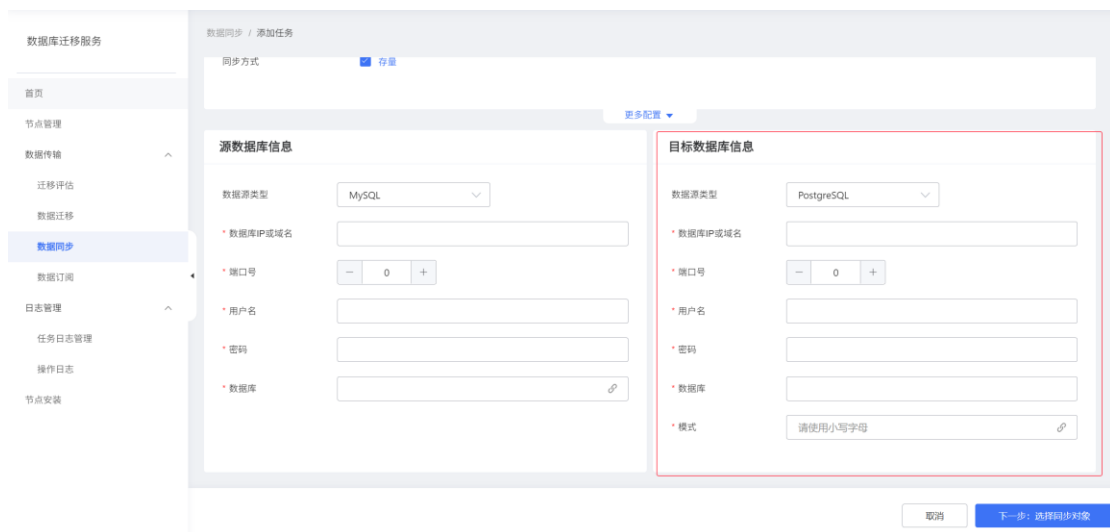 数据库迁移服务
数据同步 / 添加任务
首页
节点管理
数据传输
迁移评估
数据迁移
数据同步
数据订阅
日志管理
任务日志管理
操作日志
节点安装
同步方式 存量
更多配置
源数据库信息
数据源类型 MySQL
* 数据库IP或域名
* 端口号 － 0 +
* 用户名
* 密码
* 数据库
目标数据库信息
数据源类型 PostgreSQL
* 数据库IP或域名
* 端口号 － 0 +
* 用户名
* 密码
* 数据库
* 模式 请使用小写字母
取消 下一步：选择同步对象